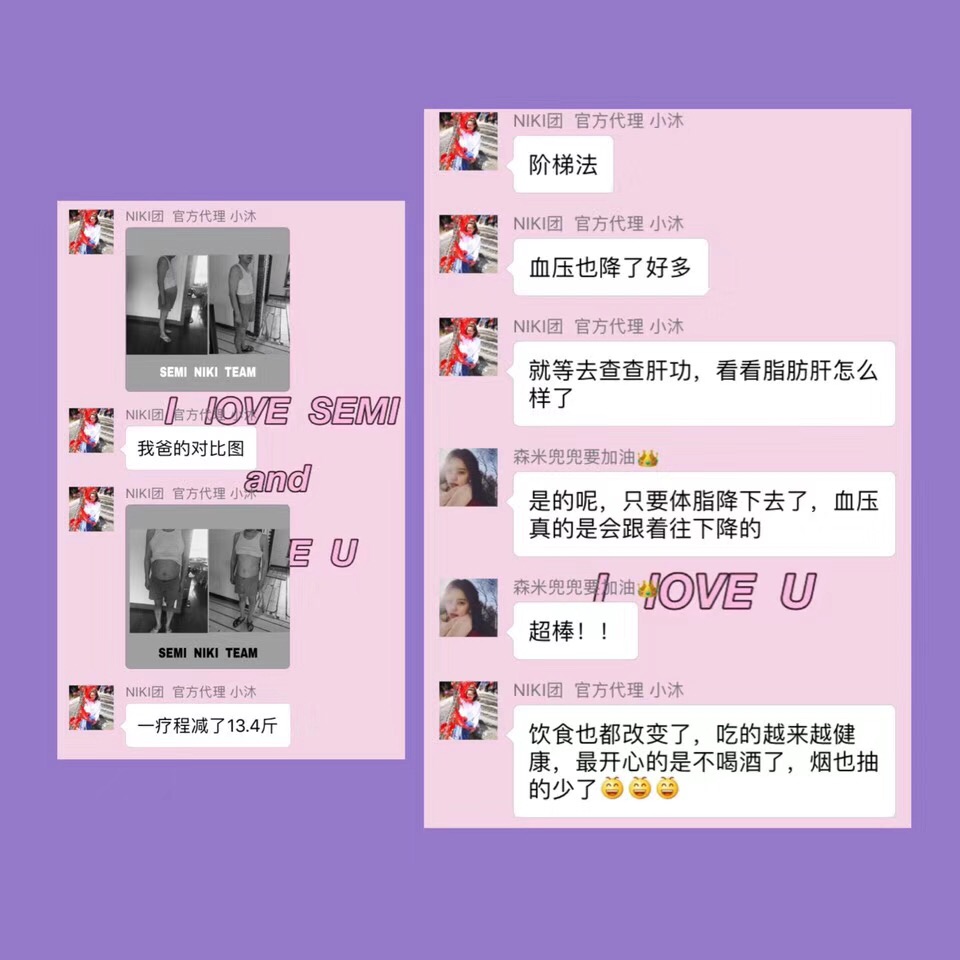 NIKI团 官方代理 小沐
SEMI NIKI TEAM
NIKI团 官方代理 小沐
我爸的对比图
NIKI团 官方代理 小沐
SEMI NIKI TEAM
NIKI团 官方代理 小沐
一疗程减了13.4斤
I lOVE SEMI
and
E U
NIKI团 官方代理 小沐
阶梯法
NIKI团 官方代理 小沐
血压也降了好多
NIKI团 官方代理 小沐
就等去查查肝功，看看脂肪肝怎么
样了
森米兜兜要加油
是的呢，只要体脂降下去了，血压
真的是会跟着往下降的
森米兜兜要加油
超棒！！
I lOVE U
NIKI团 官方代理 小沐
饮食也都改变了，吃的越来越健
康，最开心的是不喝酒了，烟也抽
的少了